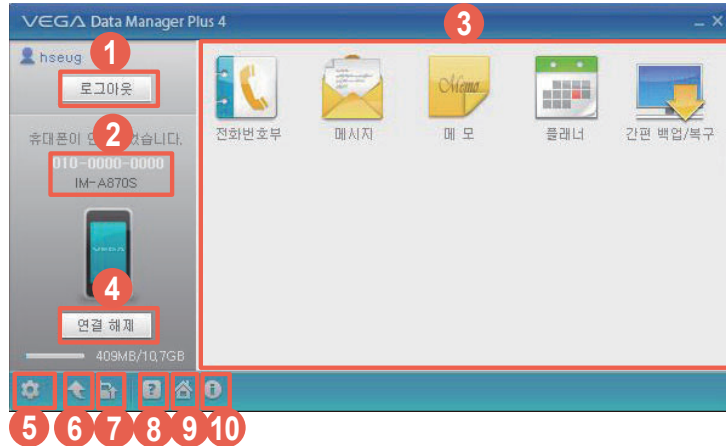 VEGA Data Manager Plus 4
3
hseug
1
로그아웃
2
휴대폰이
습니다.
010-0000-0000
IM-A870S
VEGA
4
연결 해제
409MB/10,7GB
전화번호부
메시지
Memo
메 모
플래너
간편 백업/복구
5
6
7
8
9
10